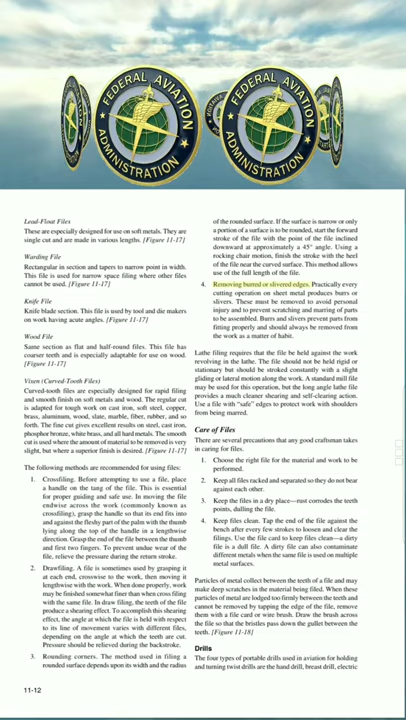 FEDERAL AVIATION
ADMINISTRATION
FEDERAL AVIATION
ADMINISTRATION
Lead-Float Files
These are especially designed for use on soft metals. They are
single cut and are made in various lengths. [Figure 11-17]
Warding File
Rectangular in section and tapers to narrow point in width.
This file is used for narrow space filing where other files
cannot be used. [Figure 11-17]
Knife File
Knife blade section. This file is used by tool and die makers
on work having acute angles. [Figure 11-17]
Wood File
Same section as flat and half-round files. This file has
coarser teeth and is especially adaptable for use on wood.
[Figure 11-17]
Vixen (Curved-Tooth Files)
Curved-tooth files are especially designed for rapid filing
and smooth finish on soft metals and wood. The regular cut
is adapted for tough work on cast iron, soft steel, copper,
brass, aluminum, wood, slate, marble, fiber, rubber, and so
forth. The fine cut gives excellent results on steel, cast iron,
phosphor bronze, white brass, and all hard metals. The smooth
cut is used where the amount of material to be removed is very
slight, but where a superior finish is desired. [Figure 11-17]
The following methods are recommended for using files:
1. Crossfiling. Before attempting to use a file, place
a handle on the tang of the file. This is essential
for proper guiding and safe use. In moving the file
endwise across the work (commonly known as
crossfiling), grasp the handle so that its end fits into
and against the fleshy part of the palm with the thumb
lying along the top of the handle in a lengthwise
direction. Grasp the end of the file between the thumb
and first two fingers. To prevent undue wear of the
file, relieve the pressure during the return stroke.
2. Drawfiling. A file is sometimes used by grasping it
at each end, crosswise to the work, then moving it
lengthwise with the work. When done properly, work
may be finished somewhat finer than when cross filing
with the same file. In draw filing, the teeth of the file
produce a shearing effect. To accomplish this shearing
effect, the angle at which the file is held with respect
to its line of movement varies with different files,
depending on the angle at which the teeth are cut.
Pressure should be relieved during the backstroke.
3. Rounding corners. The method used in filing a
rounded surface depends upon its width and the radius
of the rounded surface. If the surface is narrow or only
a portion of a surface is to be rounded, start the forward
stroke of the file with the point of the file inclined
downward at approximately a 45° angle. Using a
rocking chair motion, finish the stroke with the heel
of the file near the curved surface. This method allows
use of the full length of the file.
4. Removing burred or slivered edges. Practically every
cutting operation on sheet metal produces burrs or
slivers. These must be removed to avoid personal
injury and to prevent scratching and marring of parts
to be assembled. Burrs and slivers prevent parts from
fitting properly and should always be removed from
the work as a matter of habit.
Lathe filing requires that the file be held against the work
revolving in the lathe. The file should not be held rigid or
stationary but should be stroked constantly with a slight
gliding or lateral motion along the work. A standard mill file
may be used for this operation, but the long angle lathe file
provides a much cleaner shearing and self-clearing action.
Use a file with “safe” edges to protect work with shoulders
from being marred.
Care of Files
There are several precautions that any good craftsman takes
in caring for files.
1. Choose the right file for the material and work to be
performed.
2. Keep all files racked and separated so they do not bear
against each other.
3. Keep the files in a dry place—rust corrodes the teeth
points, dulling the file.
4. Keep files clean. Tap the end of the file against the
bench after every few strokes to loosen and clear the
filings. Use the file card to keep files clean—a dirty
file is a dull file. A dirty file can also contaminate
different metals when the same file is used on multiple
metal surfaces.
Particles of metal collect between the teeth of a file and may
make deep scratches in the material being filed. When these
particles of metal are lodged too firmly between the teeth and
cannot be removed by tapping the edge of the file, remove
them with a file card or wire brush. Draw the brush across
the file so that the bristles pass down the gullet between the
teeth. [Figure 11-18]
Drills
The four types of portable drills used in aviation for holding
and turning twist drills are the hand drill, breast drill, electric
11-12